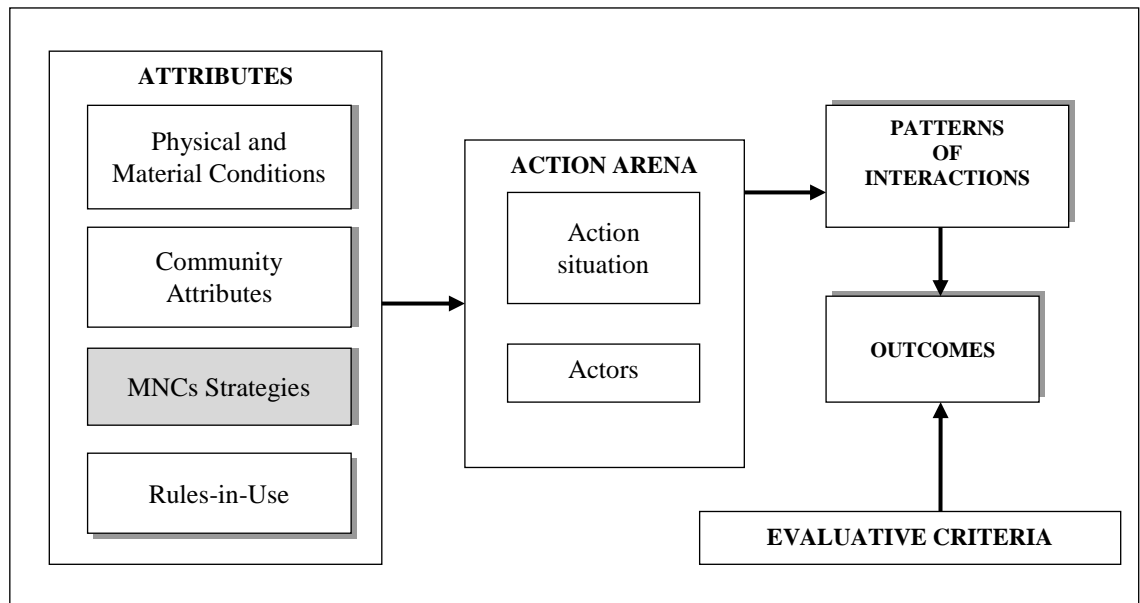 ATTRIBUTES
Physical and
Material Conditions
Community
Attributes
MNCs Strategies
Rules-in-Use
ACTION ARENA
Action
situation
Actors
PATTERNS
OF
INTERACTIONS
OUTCOMES
EVALUATIVE CRITERIA